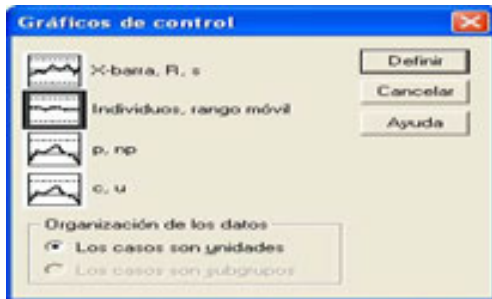 Gráficos de control
X-barra, R, s
Individuos, rango móvil
p, np
c, u
Definir
Cancelar
Ayuda
Organización de los datos
Los casos son unidades
Los casos son subgrupos